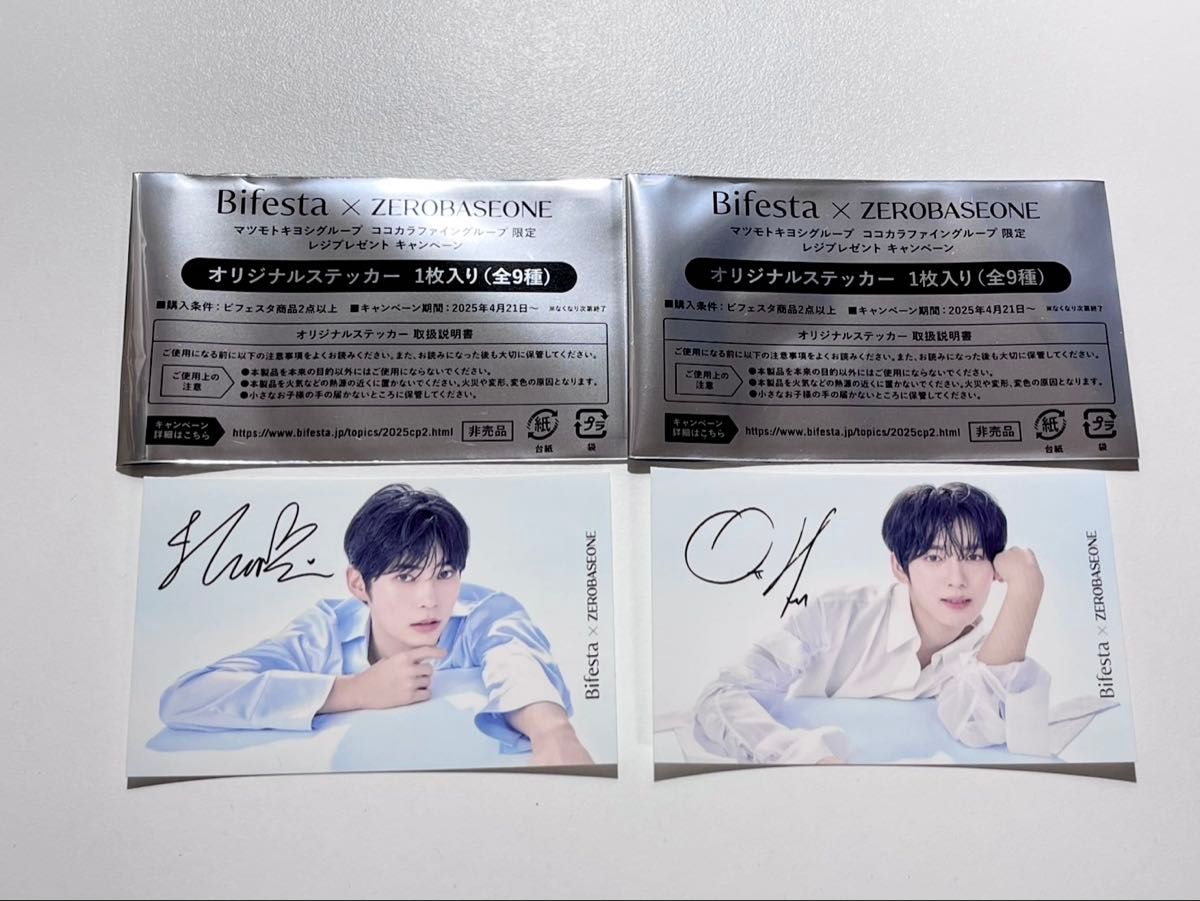 Bifesta × ZEROBASEONE
マツモトキヨシグループ ココカラファイングループ 限定
レジプレゼント キャンペーン
オリジナルステッカー 1枚入り(全9種)
■購入条件:ビフェスタ商品2点以上 ■キャンペーン期間:2025年4月21日〜 ※なくなり次第終了
オリジナルステッカー 取扱説明書
ご使用になる前に以下の注意事項をよくお読みください。また、お読みになった後も大切に保管してください。
ご使用上の
注意
●本製品を本来の目的以外にはご使用にならないでください。
●本製品を火気などの熱源の近くに置かないでください。火災や変形、変色の原因となります。
●小さなお子様の手の届かないところに保管してください。
キャンペーン
詳細はこちら
https://www.bifesta.jp/topics/2025cp2.html
非売品
紙
台紙
プラ
袋
Bifesta × ZEROBASEONE
マツモトキヨシグループ ココカラファイングループ 限定
レジプレゼント キャンペーン
オリジナルステッカー 1枚入り(全9種)
■購入条件:ビフェスタ商品2点以上 ■キャンペーン期間:2025年4月21日〜 ※なくなり次第終了
オリジナルステッカー 取扱説明書
ご使用になる前に以下の注意事項をよくお読みください。また、お読みになった後も大切に保管してください。
ご使用上の
注意
●本製品を本来の目的以外にはご使用にならないでください。
●本製品を火気などの熱源の近くに置かないでください。火災や変形、変色の原因となります。
●小さなお子様の手の届かないところに保管してください。
キャンペーン
詳細はこちら
https://www.bifesta.jp/topics/2025cp2.html
非売品
紙
台紙
プラ
袋
Bifesta × ZEROBASEONE
Bifesta × ZEROBASEONE